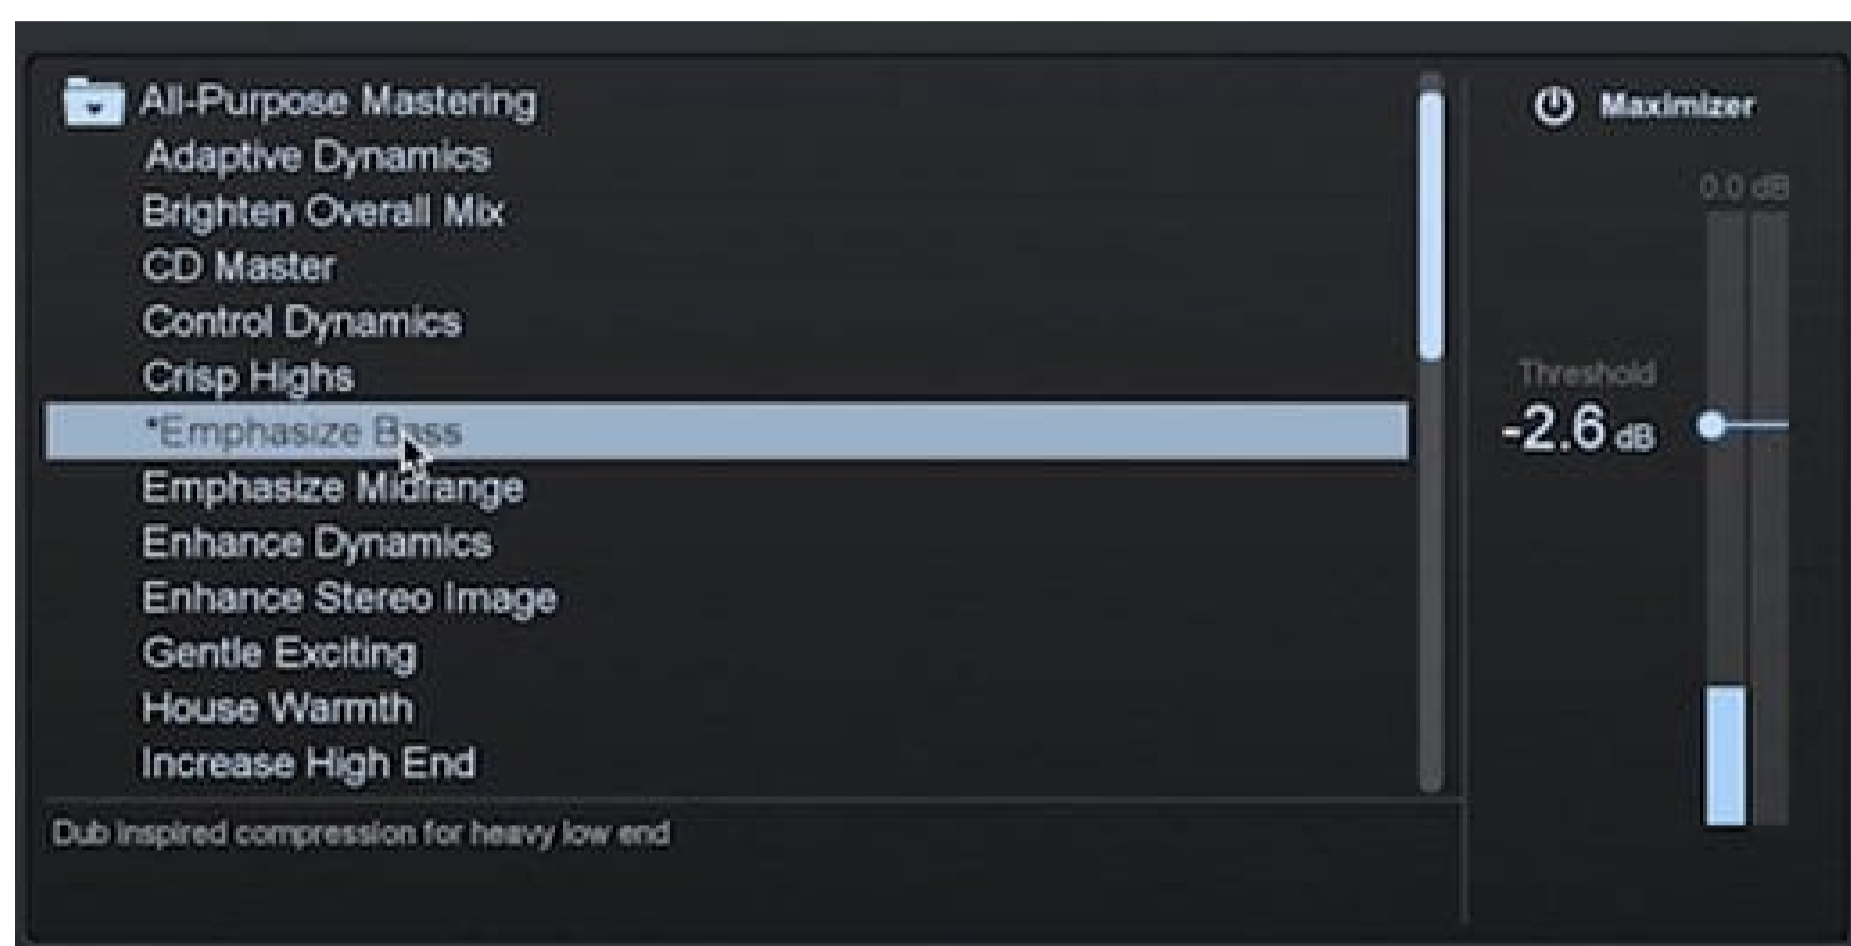 All-Purpose Mastering
Adaptive Dynamics
Brighten Overall Mix
CD Master
Control Dynamics
Crisp Highs
*Emphasize Bass
Emphasize Midrange
Enhance Dynamics
Enhance Stereo Image
Gentle Exciting
House Warmth
Increase High End
Dub inspired compression for heavy low end
Maximizer
0.0 dB
Threshold
-2.6 dB